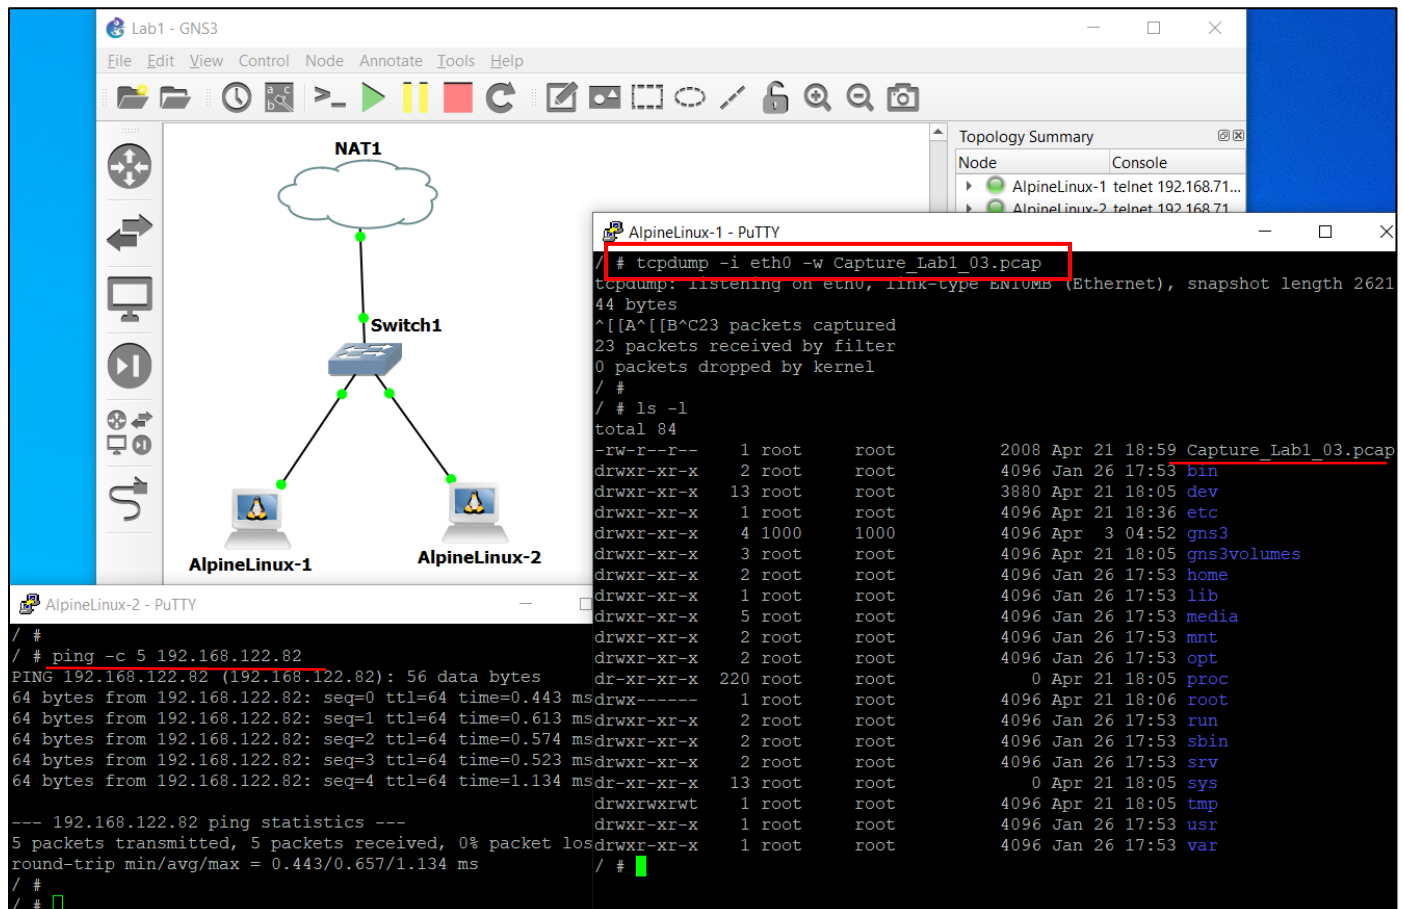 Lab1 - GNS3
File Edit View Control Node Annotate Tools Help
NAT1
Switch1
AlpineLinux-1
AlpineLinux-2
Topology Summary
Node Console
AlpineLinux-1 telnet 192.168.71...
AlpineLinux-2 telnet 192.168.71
AlpineLinux-1 - PuTTY
/ # tcpdump -i eth0 -w Capture_Lab1_03.pcap
tcpdump: listening on eth0, link-type EN10MB (Ethernet), snapshot length 2621
44 bytes
^[[A^[[B^C23 packets captured
23 packets received by filter
0 packets dropped by kernel
/ #
/ # ls -l
total 84
-rw-r--r-- 1 root root 2008 Apr 21 18:59 Capture_Lab1_03.pcap
drwxr-xr-x 2 root root 4096 Jan 26 17:53 bin
drwxr-xr-x 13 root root 3880 Apr 21 18:05 dev
drwxr-xr-x 1 root root 4096 Apr 21 18:36 etc
drwxr-xr-x 4 1000 1000 4096 Apr 3 04:52 gns3
drwxr-xr-x 3 root root 4096 Apr 21 18:05 gns3volumes
drwxr-xr-x 2 root root 4096 Jan 26 17:53 home
drwxr-xr-x 1 root root 4096 Jan 26 17:53 lib
drwxr-xr-x 5 root root 4096 Jan 26 17:53 media
drwxr-xr-x 2 root root 4096 Jan 26 17:53 mnt
drwxr-xr-x 2 root root 4096 Jan 26 17:53 opt
dr-xr-xr-x 220 root root 0 Apr 21 18:05 proc
drwx------ 1 root root 4096 Apr 21 18:06 root
drwxr-xr-x 2 root root 4096 Jan 26 17:53 run
drwxr-xr-x 2 root root 4096 Jan 26 17:53 sbin
drwxr-xr-x 2 root root 4096 Jan 26 17:53 srv
dr-xr-xr-x 13 root root 0 Apr 21 18:05 sys
drwxrwxrwt 1 root root 4096 Apr 21 18:05 tmp
drwxr-xr-x 1 root root 4096 Jan 26 17:53 usr
drwxr-xr-x 1 root root 4096 Jan 26 17:53 var
/ #
AlpineLinux-2 - PuTTY
/ #
/ # ping -c 5 192.168.122.82
PING 192.168.122.82 (192.168.122.82): 56 data bytes
64 bytes from 192.168.122.82: seq=0 ttl=64 time=0.443 ms
64 bytes from 192.168.122.82: seq=1 ttl=64 time=0.613 ms
64 bytes from 192.168.122.82: seq=2 ttl=64 time=0.574 ms
64 bytes from 192.168.122.82: seq=3 ttl=64 time=0.523 ms
64 bytes from 192.168.122.82: seq=4 ttl=64 time=1.134 ms
--- 192.168.122.82 ping statistics ---
5 packets transmitted, 5 packets received, 0% packet los
round-trip min/avg/max = 0.443/0.657/1.134 ms
/ #
/ #